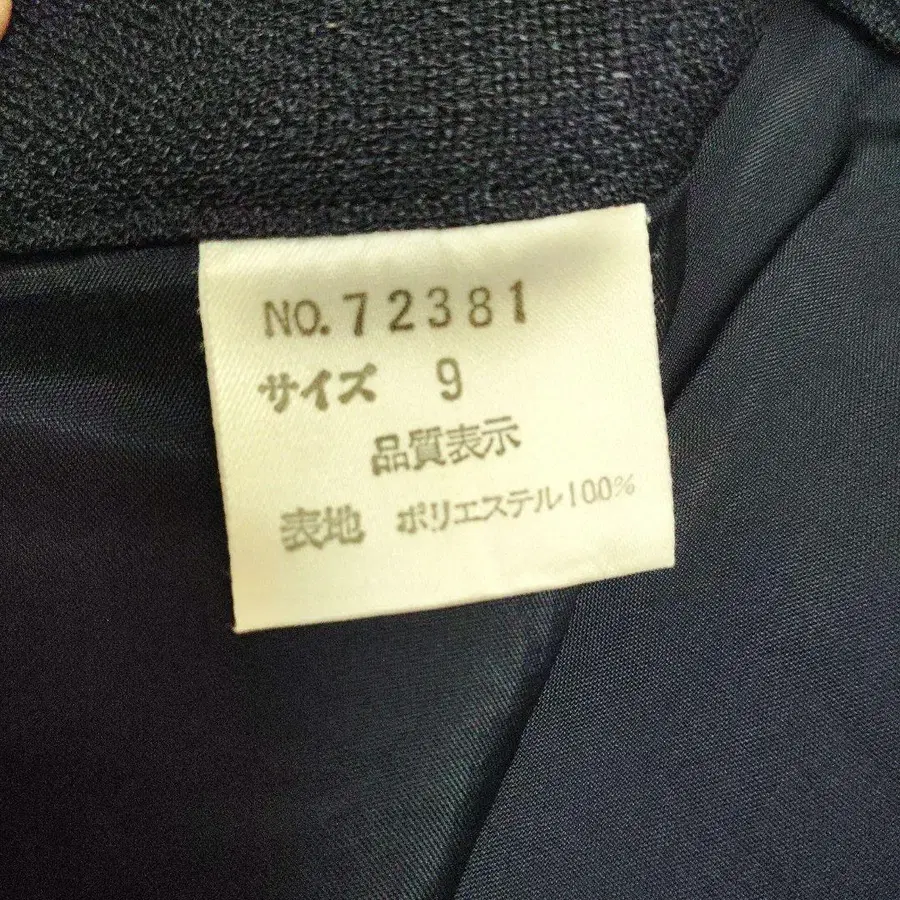 NO.72381
サイズ 9
品質表示
表地 ポリエステル100%